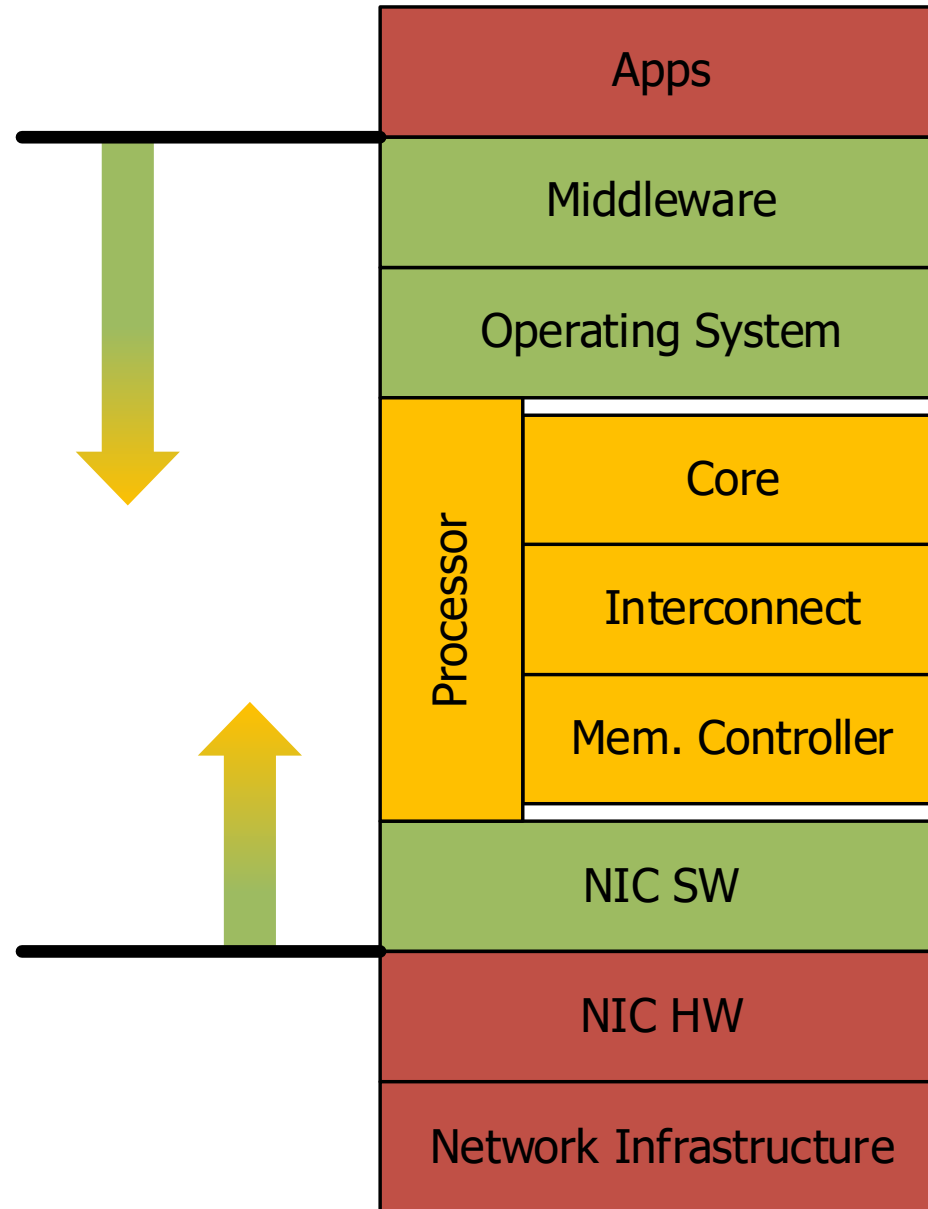 Apps
Middleware
Operating System
Processor
Core
Interconnect
Mem. Controller
NIC SW
NIC HW
Network Infrastructure